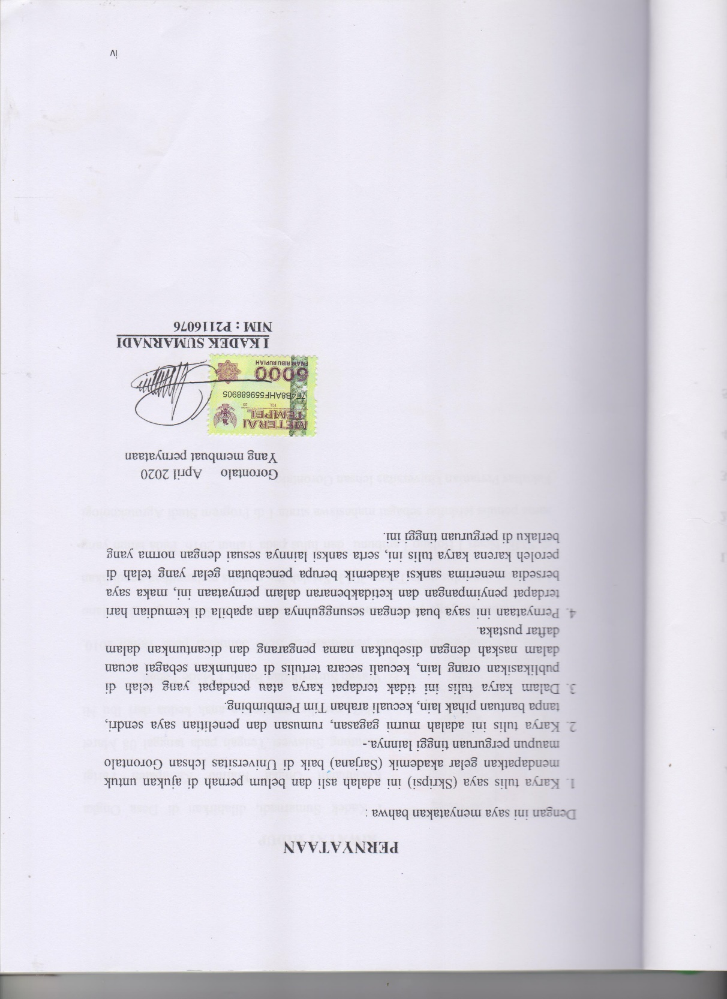 PERNYATAAN
Dengan ini saya menyatakan bahwa :
1. Karya tulis saya (Skripsi) ini adalah asli dan belum pernah di ajukan untuk
mendapatkan gelar akademik (Sarjana) baik di Universitas Ichsan Gorontalo
maupun perguruan tinggi lainnya.-
2. Karya tulis ini adalah murni gagasan, rumusan dan penelitian saya sendri,
tanpa bantuan pihak lain, kecuali arahan Tim Pembimbing.
3. Dalam karya tulis ini tidak terdapat karya atau pendapat yang telah di
publikasikan orang lain, kecuali secara tertulis di cantumkan sebagai acuan
dalam naskah dengan disebutkan nama pengarang dan dicantumkan dalam
daftar pustaka.
4. Pernyataan ini saya buat dengan sesungguhnya dan apabila di kemudian hari
terdapat penyimpangan dan ketidakbenaran dalam pernyataan ini, maka saya
bersedia menerima sanksi akademik berupa pencabutan gelar yang telah di
peroleh karena karya tulis ini, serta sanksi lainnya sesuai dengan norma yang
berlaku di perguruan tinggi ini.
Gorontalo April 2020
Yang membuat pernyataan
METERAI
TEMPEL
TGL. 20
7F4B8AHF559689905
6000
ENAM RIBU RUPIAH
I KADEK SUMARNADI
NIM : P2116076
iv